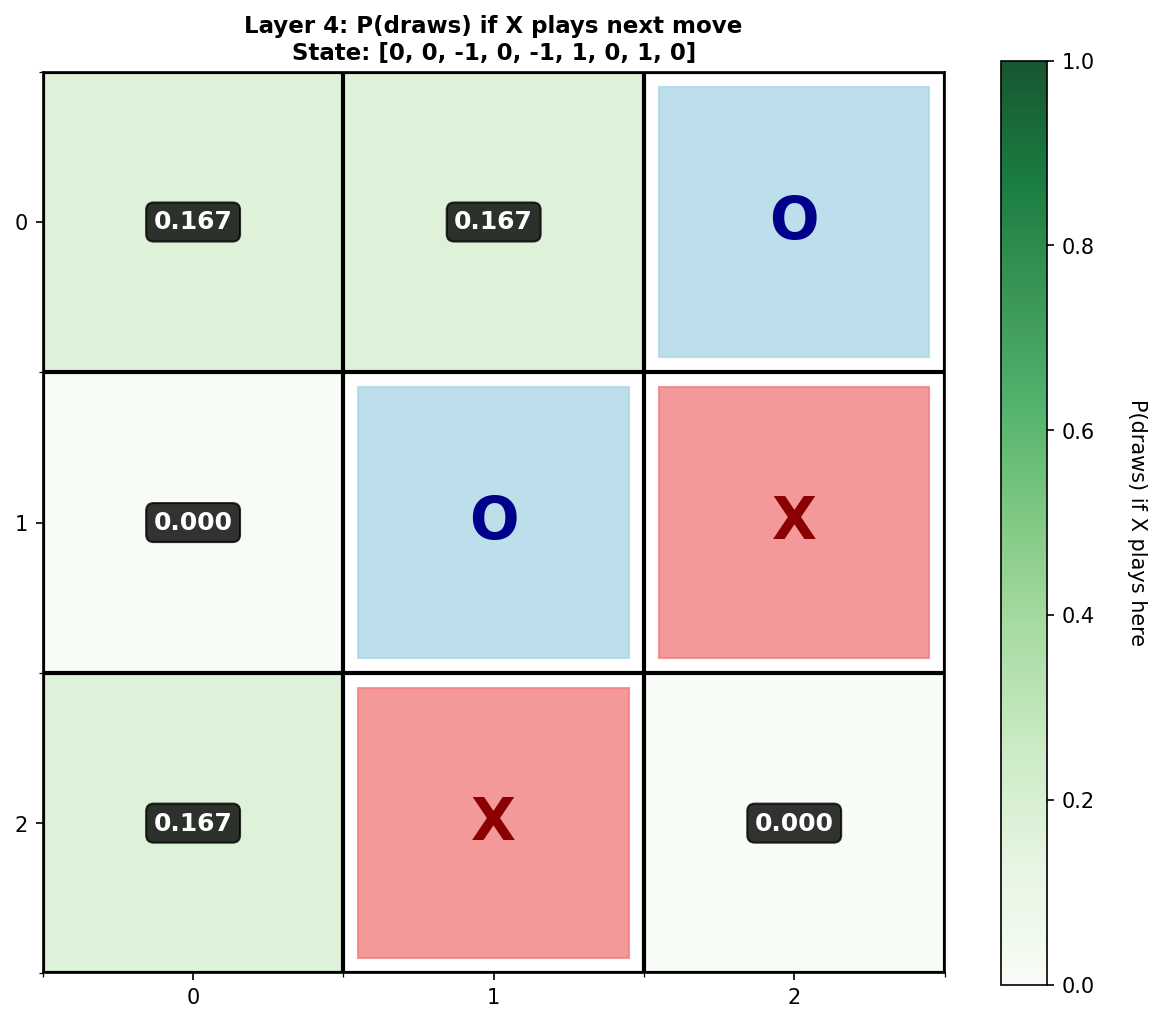 Layer 4: P(draws) if X plays next move
State: [0, 0, -1, 0, -1, 1, 0, 1, 0]
0
0.167
0.167
O
1
0.000
O
X
2
0.167
X
0.000
0
1
2
1.0
0.8
0.6
0.4
0.2
0.0
P(draws) if X plays here